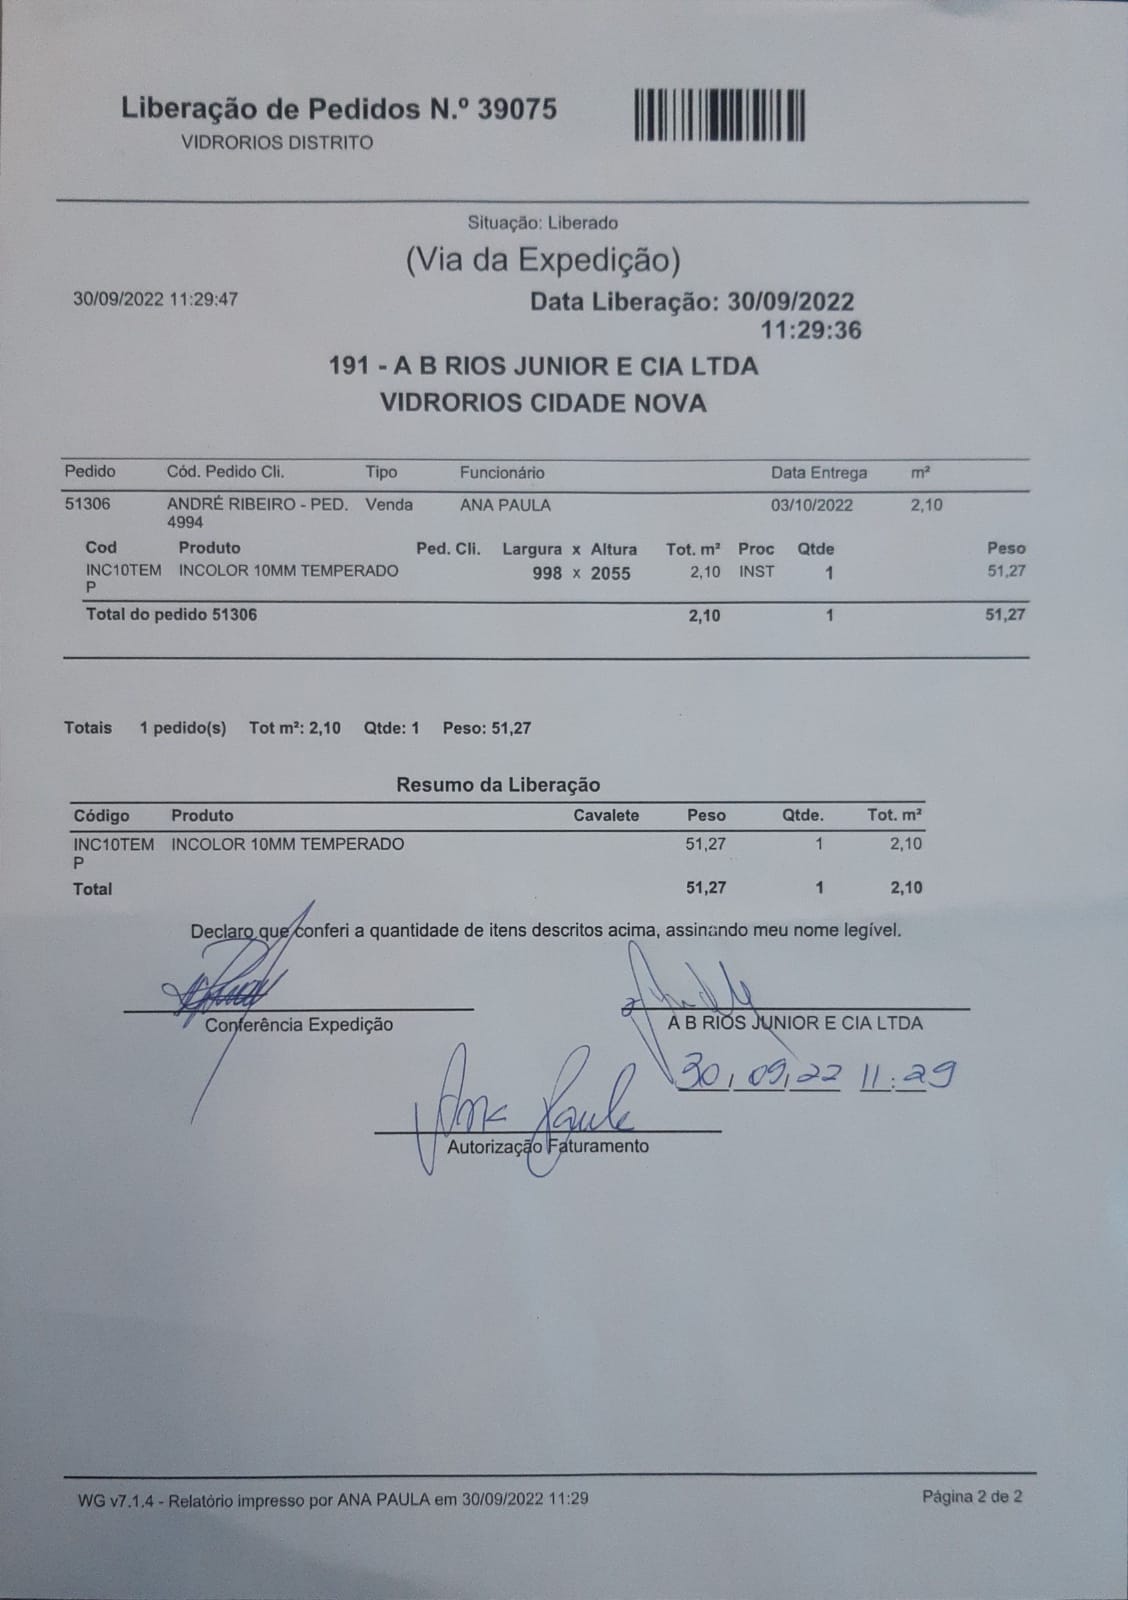 Liberação de Pedidos N.º 39075
VIDRORIOS DISTRITO
Situação: Liberado
(Via da Expedição)
30/09/2022 11:29:47
Data Liberação: 30/09/2022
11:29:36
191 - A B RIOS JUNIOR E CIA LTDA
VIDRORIOS CIDADE NOVA
Pedido Cód. Pedido Cli. Tipo Funcionário Data Entrega m²
51306 ANDRÉ RIBEIRO - PED. Venda ANA PAULA 03/10/2022 2,10
4994
Cod Produto Ped. Cli. Largura x Altura Tot. m² Proc Qtde Peso
INC10TEM INCOLOR 10MM TEMPERADO 998 x 2055 2,10 INST 1 51,27
P
Total do pedido 51306 2,10 1 51,27
Totais 1 pedido(s) Tot m²: 2,10 Qtde: 1 Peso: 51,27
Resumo da Liberação
Código Produto Cavalete Peso Qtde. Tot. m²
INC10TEM INCOLOR 10MM TEMPERADO 51,27 1 2,10
P
Total 51,27 1 2,10
Declaro que conferi a quantidade de itens descritos acima, assinando meu nome legível.
Conferência Expedição
A B RIOS JUNIOR E CIA LTDA
30,09,22 11:29
Ana Paula
Autorização Faturamento
WG v7.1.4 - Relatório impresso por ANA PAULA em 30/09/2022 11:29
Página 2 de 2